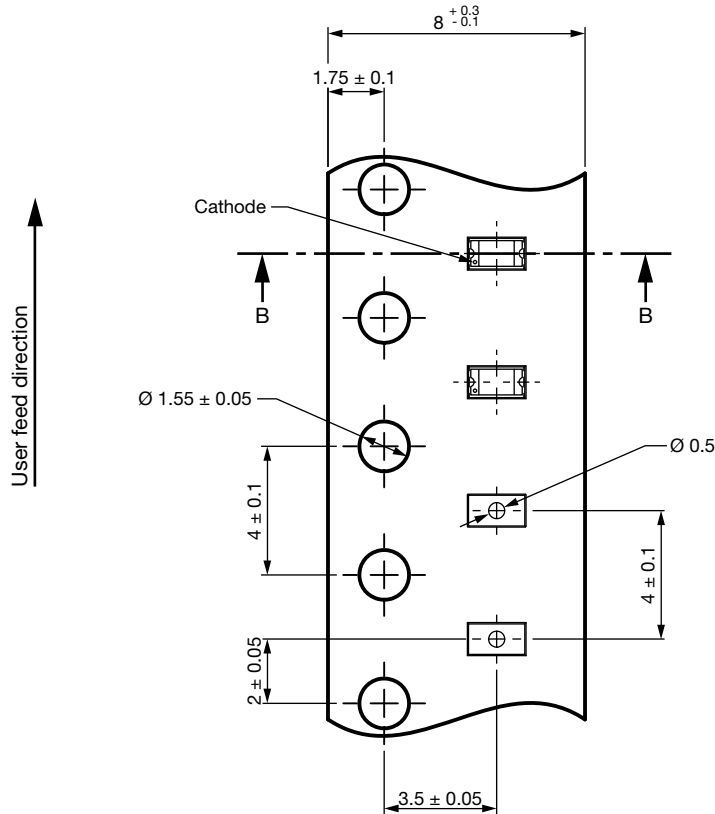 8 + 0.3
- 0.1
1.75 ± 0.1
Cathode
B
B
User feed direction
Ø 1.55 ± 0.05
Ø 0.5
4 ± 0.1
4 ± 0.1
2 ± 0.05
3.5 ± 0.05